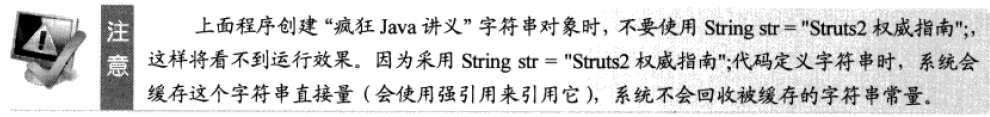 注
意
上面程序创建“疯狂 Java 讲义”字符串对象时，不要使用 String str = "Struts2 权威指南";，
这样将看不到运行效果。因为采用 String str = "Struts2 权威指南";代码定义字符串时，系统会
缓存这个字符串直接量（会使用强引用来引用它），系统不会回收被缓存的字符串常量。